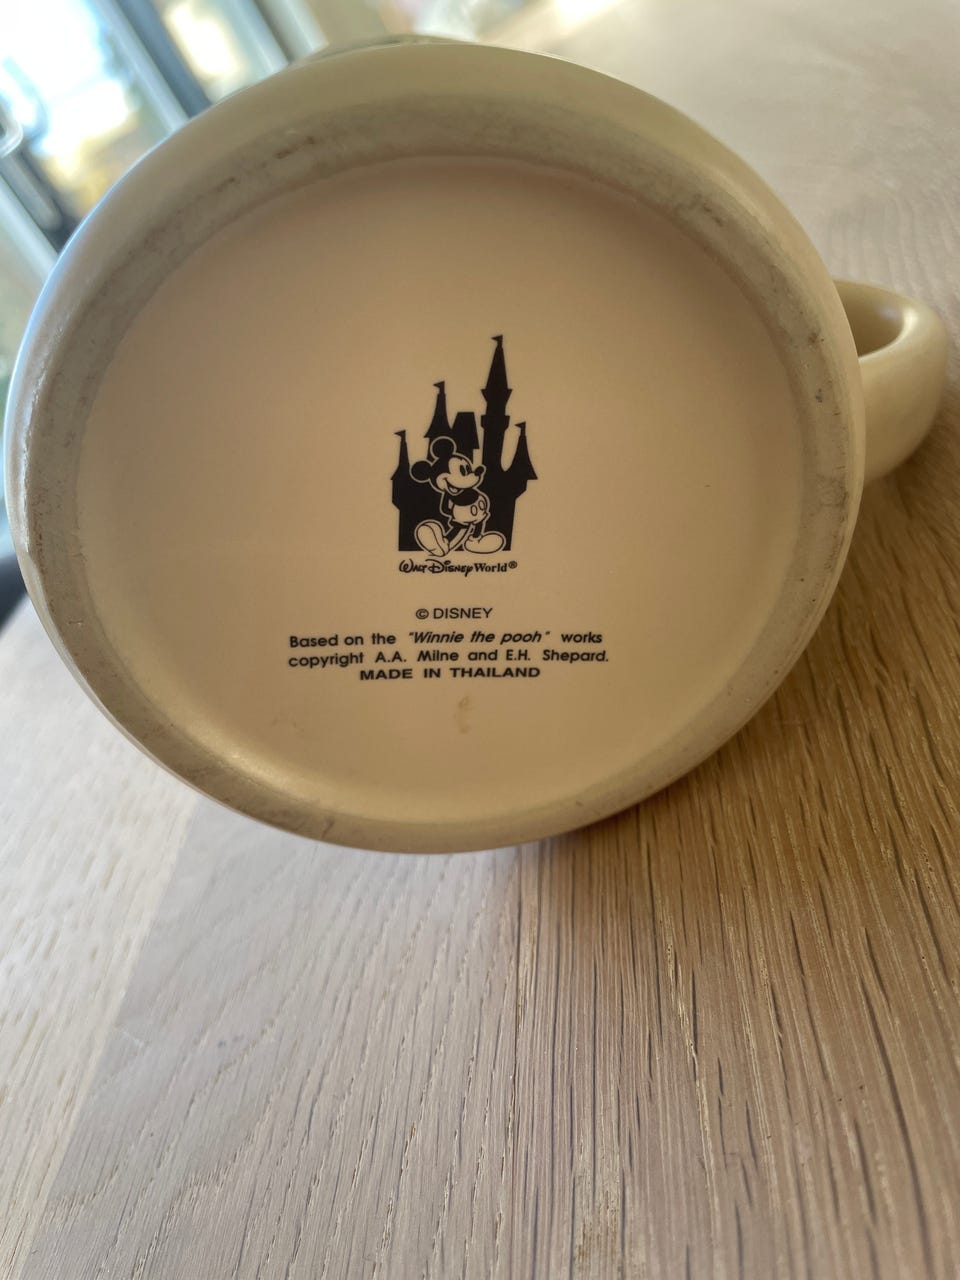 Walt Disney World®
© DISNEY
Based on the "Winnie the pooh" works
copyright A.A. Milne and E.H. Shepard.
MADE IN THAILAND